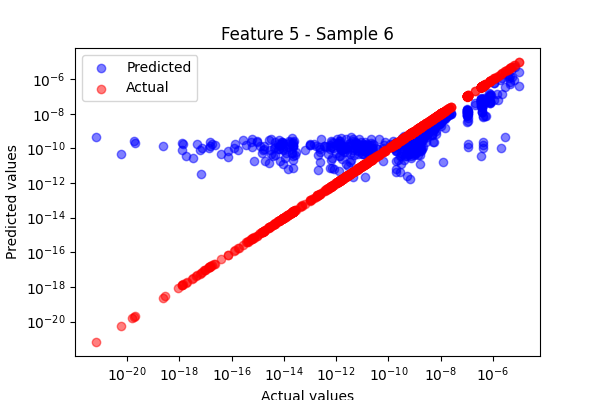 Feature 5 - Sample 6
Predicted
Actual
Predicted values
10⁻⁶
10⁻⁸
10⁻¹⁰
10⁻¹²
10⁻¹⁴
10⁻¹⁶
10⁻¹⁸
10⁻²⁰
10⁻²⁰ 10⁻¹⁸ 10⁻¹⁶ 10⁻¹⁴ 10⁻¹² 10⁻¹⁰ 10⁻⁸ 10⁻⁶
Actual values